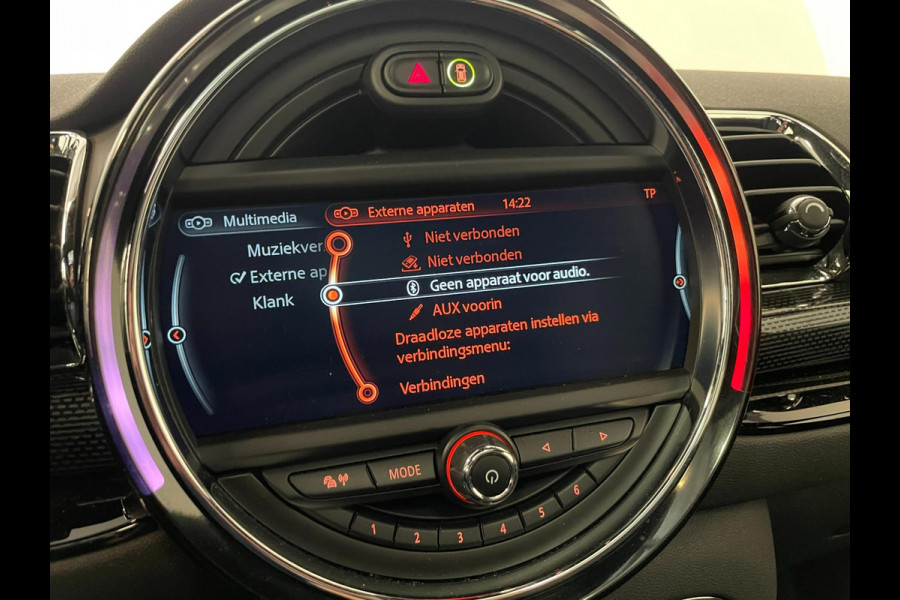 Multimedia
Externe apparaten 14:22
TP
Muziekver
Externe ap
Klank
Niet verbonden
Niet verbonden
Geen apparaat voor audio.
AUX voorin
Draadloze apparaten instellen via
verbindingsmenu:
Verbindingen
MODE
1 2 3 4 5 6